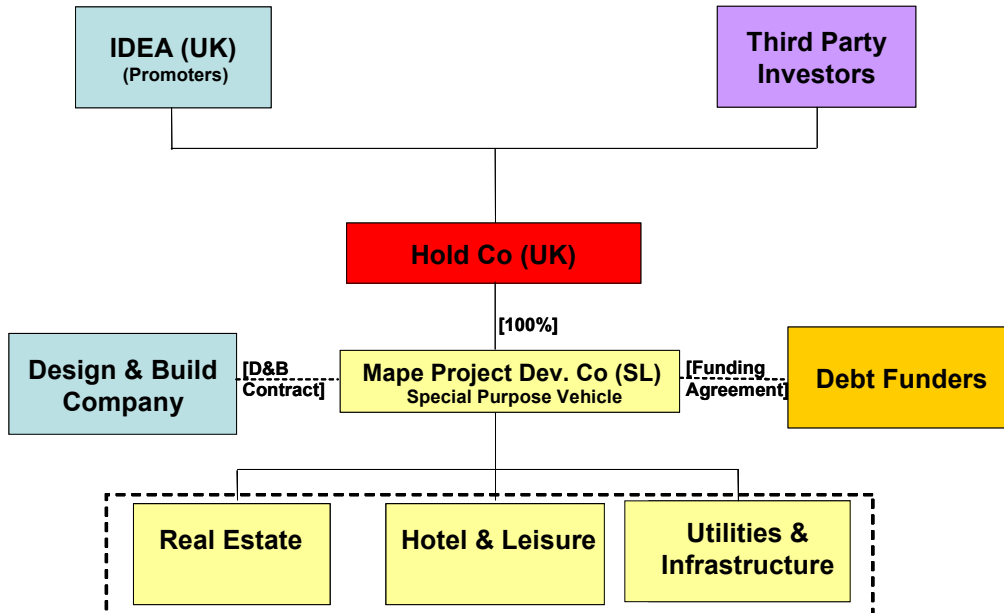 IDEA (UK)
(Promoters)
Third Party
Investors
Hold Co (UK)
[100%]
Design & Build
Company
[D&B
Contract]
Mape Project Dev. Co (SL)
Special Purpose Vehicle
[Funding
Agreement]
Debt Funders
Real Estate
Hotel & Leisure
Utilities &
Infrastructure